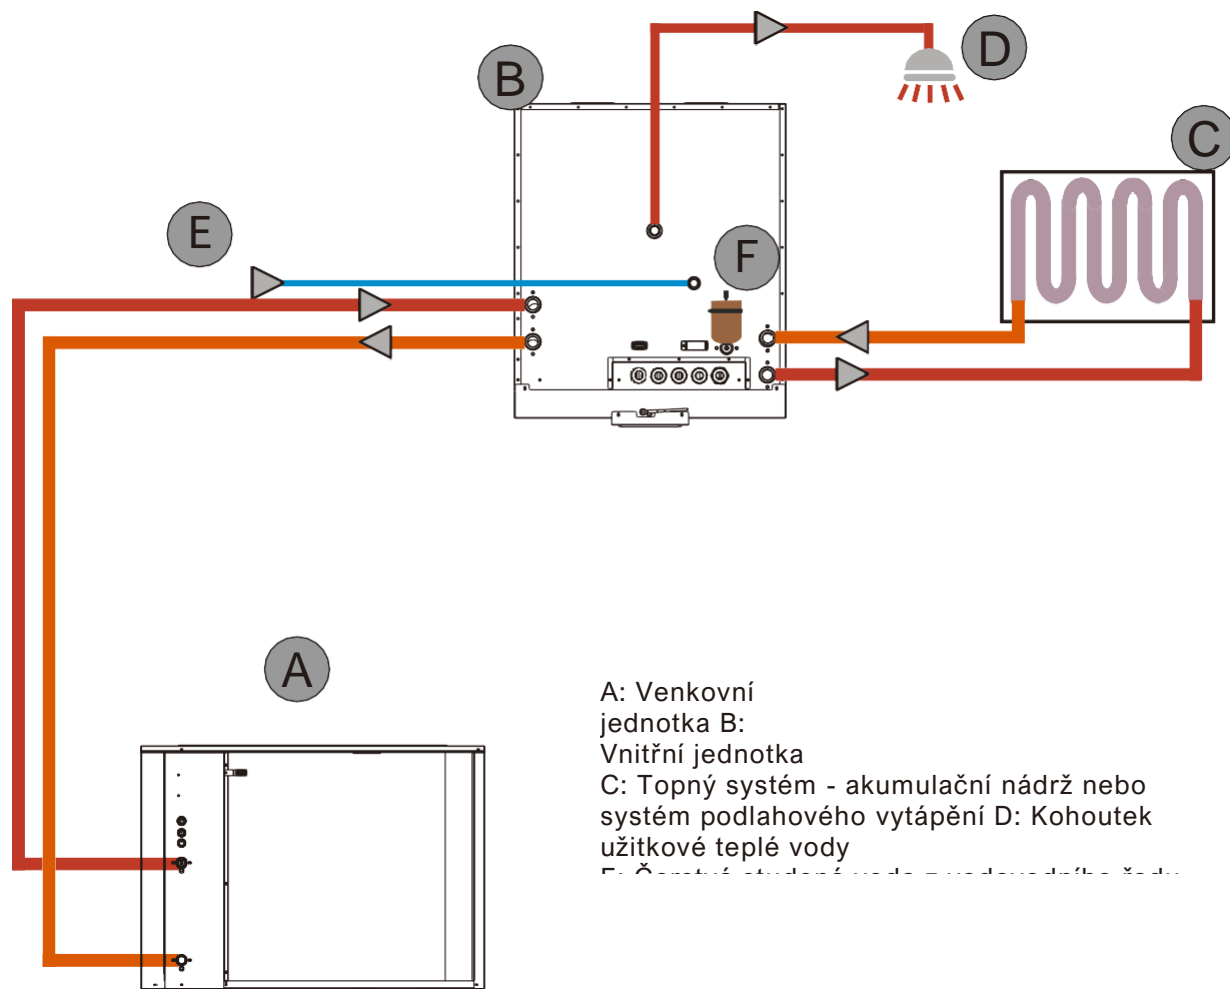 D
B
C
E
F
A
A: Venkovní
jednotka B:
Vnitřní jednotka
C: Topný systém - akumulační nádrž nebo
systém podlahového vytápění D: Kohoutek
užitkové teplé vody